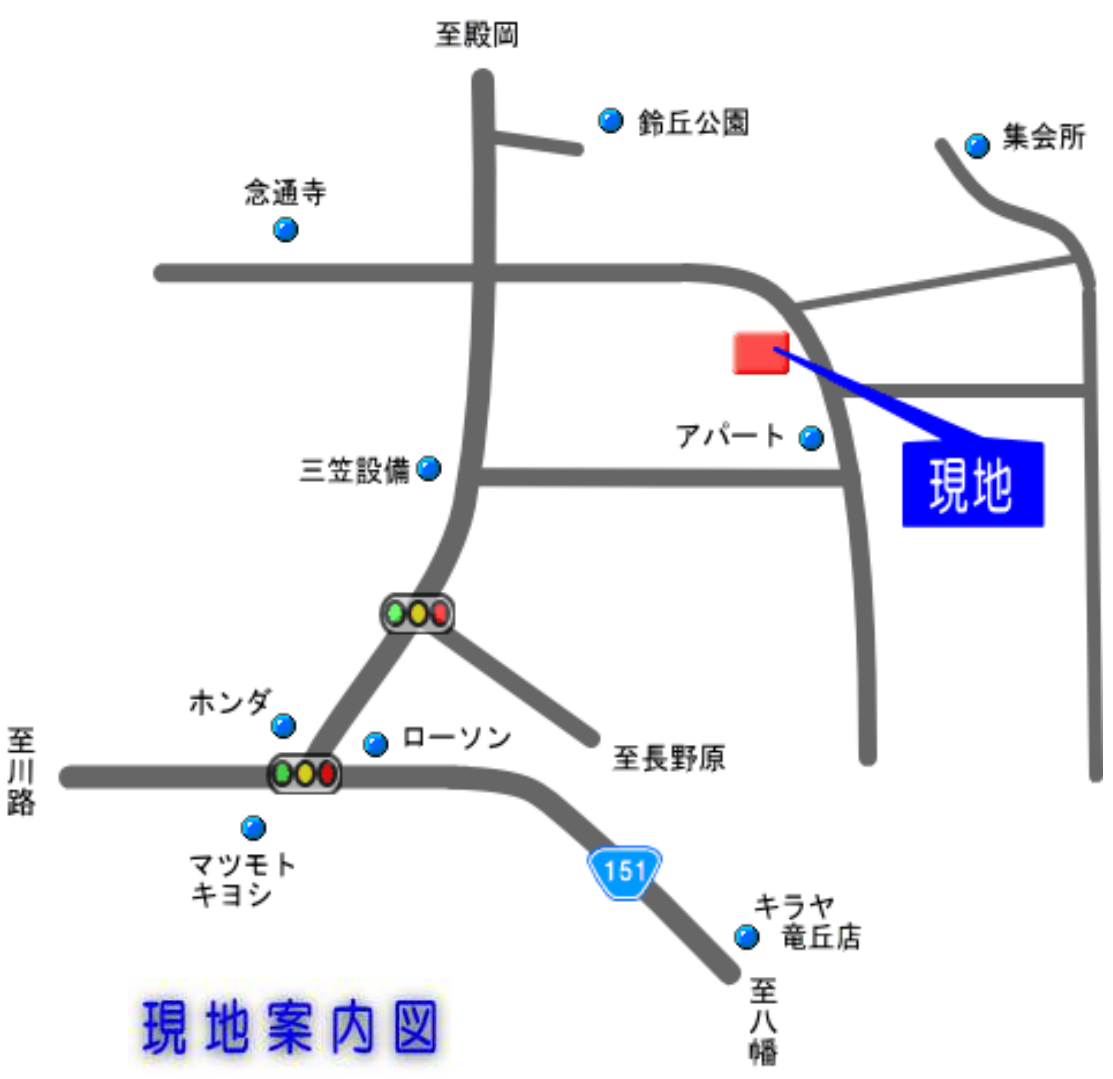 至殿岡
鈴丘公園
集会所
念通寺
アパート
三笠設備
現地
ホンダ
ローソン
至長野原
至川路
マツモト
キヨシ
151
キラヤ
竜丘店
至八幡
現地案内図